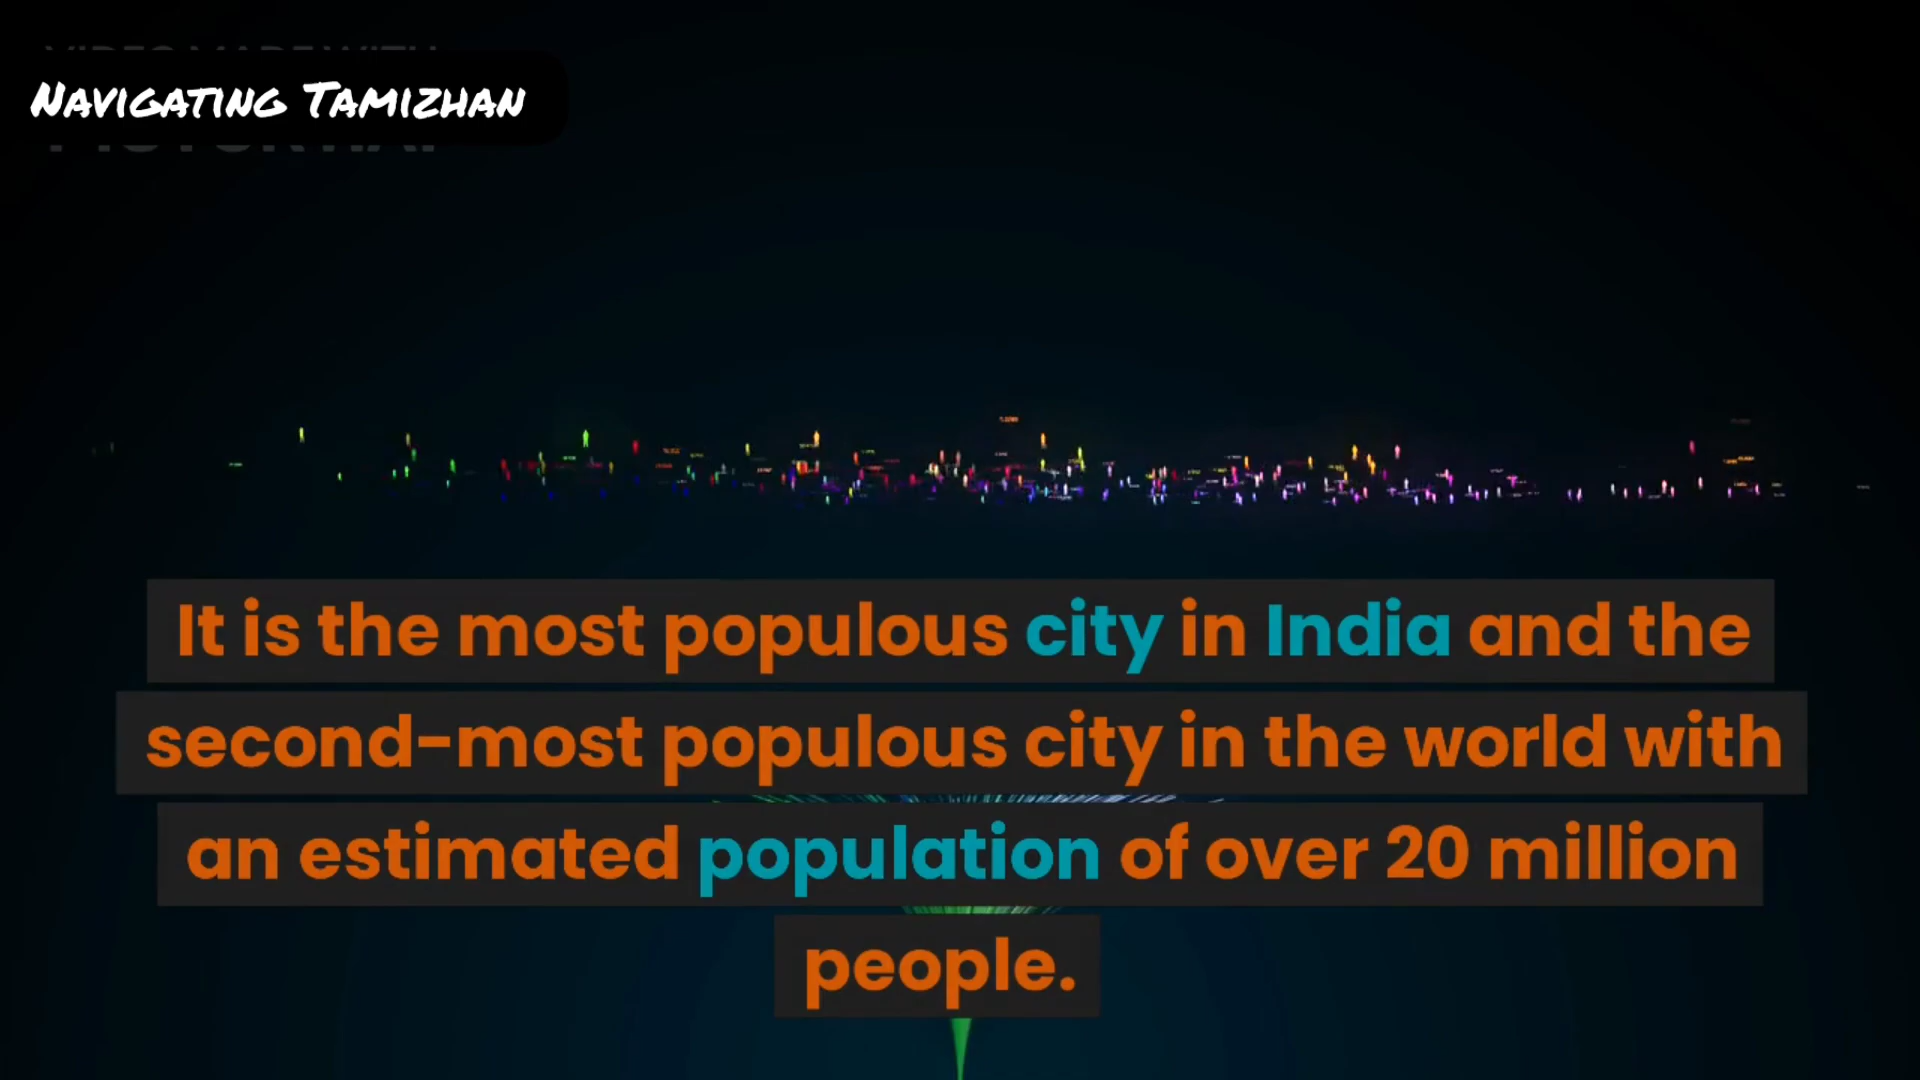 NAVIGATING TAMIZHAN
It is the most populous city in India and the
second-most populous city in the world with
an estimated population of over 20 million
people.